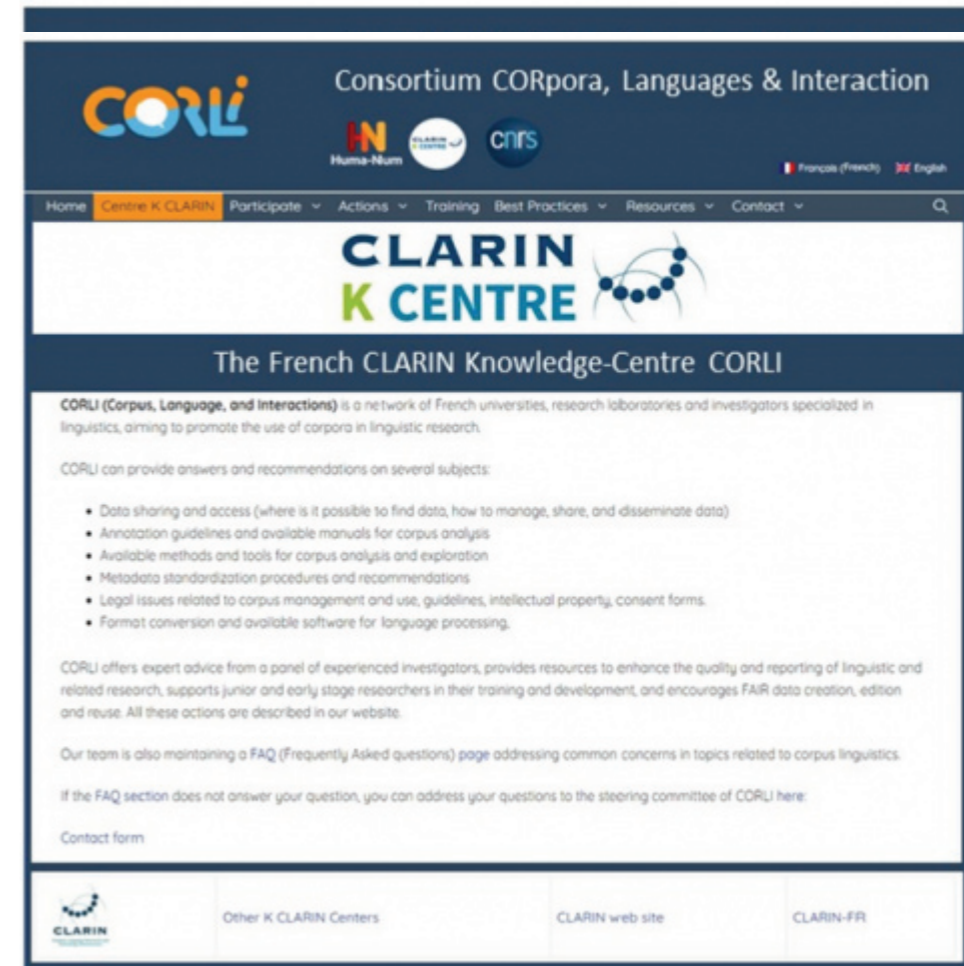 CORLi
Consortium CORpora, Languages & Interaction
Huma-Num
CLARIN
K CENTRE
cnrs
Français (French) English
Home Centre K CLARIN Participate Actions Training Best Practices Resources Contact
CLARIN
K CENTRE
The French CLARIN Knowledge-Centre CORLI
CORLI (Corpus, Language, and Interactions) is a network of French universities, research laboratories and investigators specialized in
linguistics, aiming to promote the use of corpora in linguistic research.
CORLI can provide answers and recommendations on several subjects:
• Data sharing and access (where is it possible to find data, how to manage, share, and disseminate data)
• Annotation guidelines and available manuals for corpus analysis
• Available methods and tools for corpus analysis and exploration
• Metadata standardization procedures and recommendations
• Legal issues related to corpus management and use, guidelines, intellectual property, consent forms.
• Format conversion and available software for language processing.
CORLI offers expert advice from a panel of experienced investigators, provides resources to enhance the quality and reporting of linguistic and
related research, supports junior and early stage researchers in their training and development, and encourages FAIR data creation, edition
and reuse. All these actions are described in our website.
Our team is also maintaining a FAQ (Frequently Asked questions) page addressing common concerns in topics related to corpus linguistics.
If the FAQ section does not answer your question, you can address your questions to the steering committee of CORLI here:
Contact form
CLARIN
Other K CLARIN Centers CLARIN web site CLARIN-FR